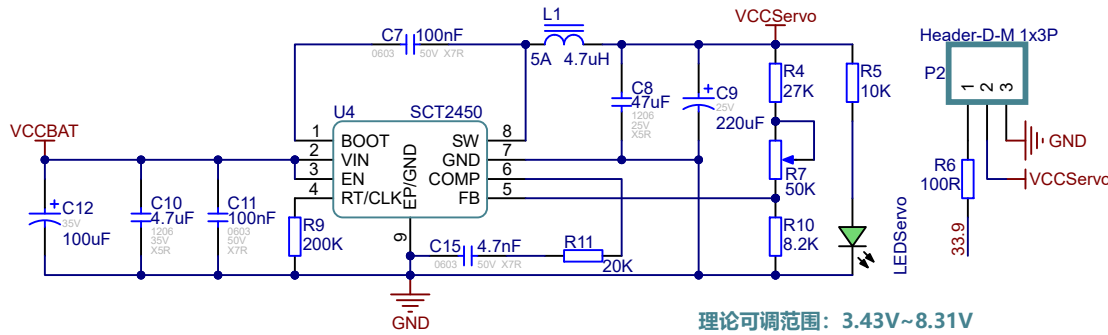 C7
100nF
0603
50V X7R
L1
5A
4.7uH
VCCServo
Header-D-M 1x3P
P2
1
2
3
R4
27K
R5
10K
C8
47uF
1206
25V
X5R
C9
25V
220uF
U4
SCT2450
VCCBAT
1
BOOT
SW
8
2
VIN
GND
7
3
EN
COMP
6
4
RT/CLK
FB
5
EP/GND
9
R7
50K
GND
VCCServo
R6
100R
33.9
C12
35V
100uF
C10
4.7uF
1206
35V
X5R
C11
100nF
0603
50V
X7R
R9
200K
C15
4.7nF
0603
50V X7R
R11
20K
R10
8.2K
LEDServo
GND
理论可调范围：3.43V~8.31V